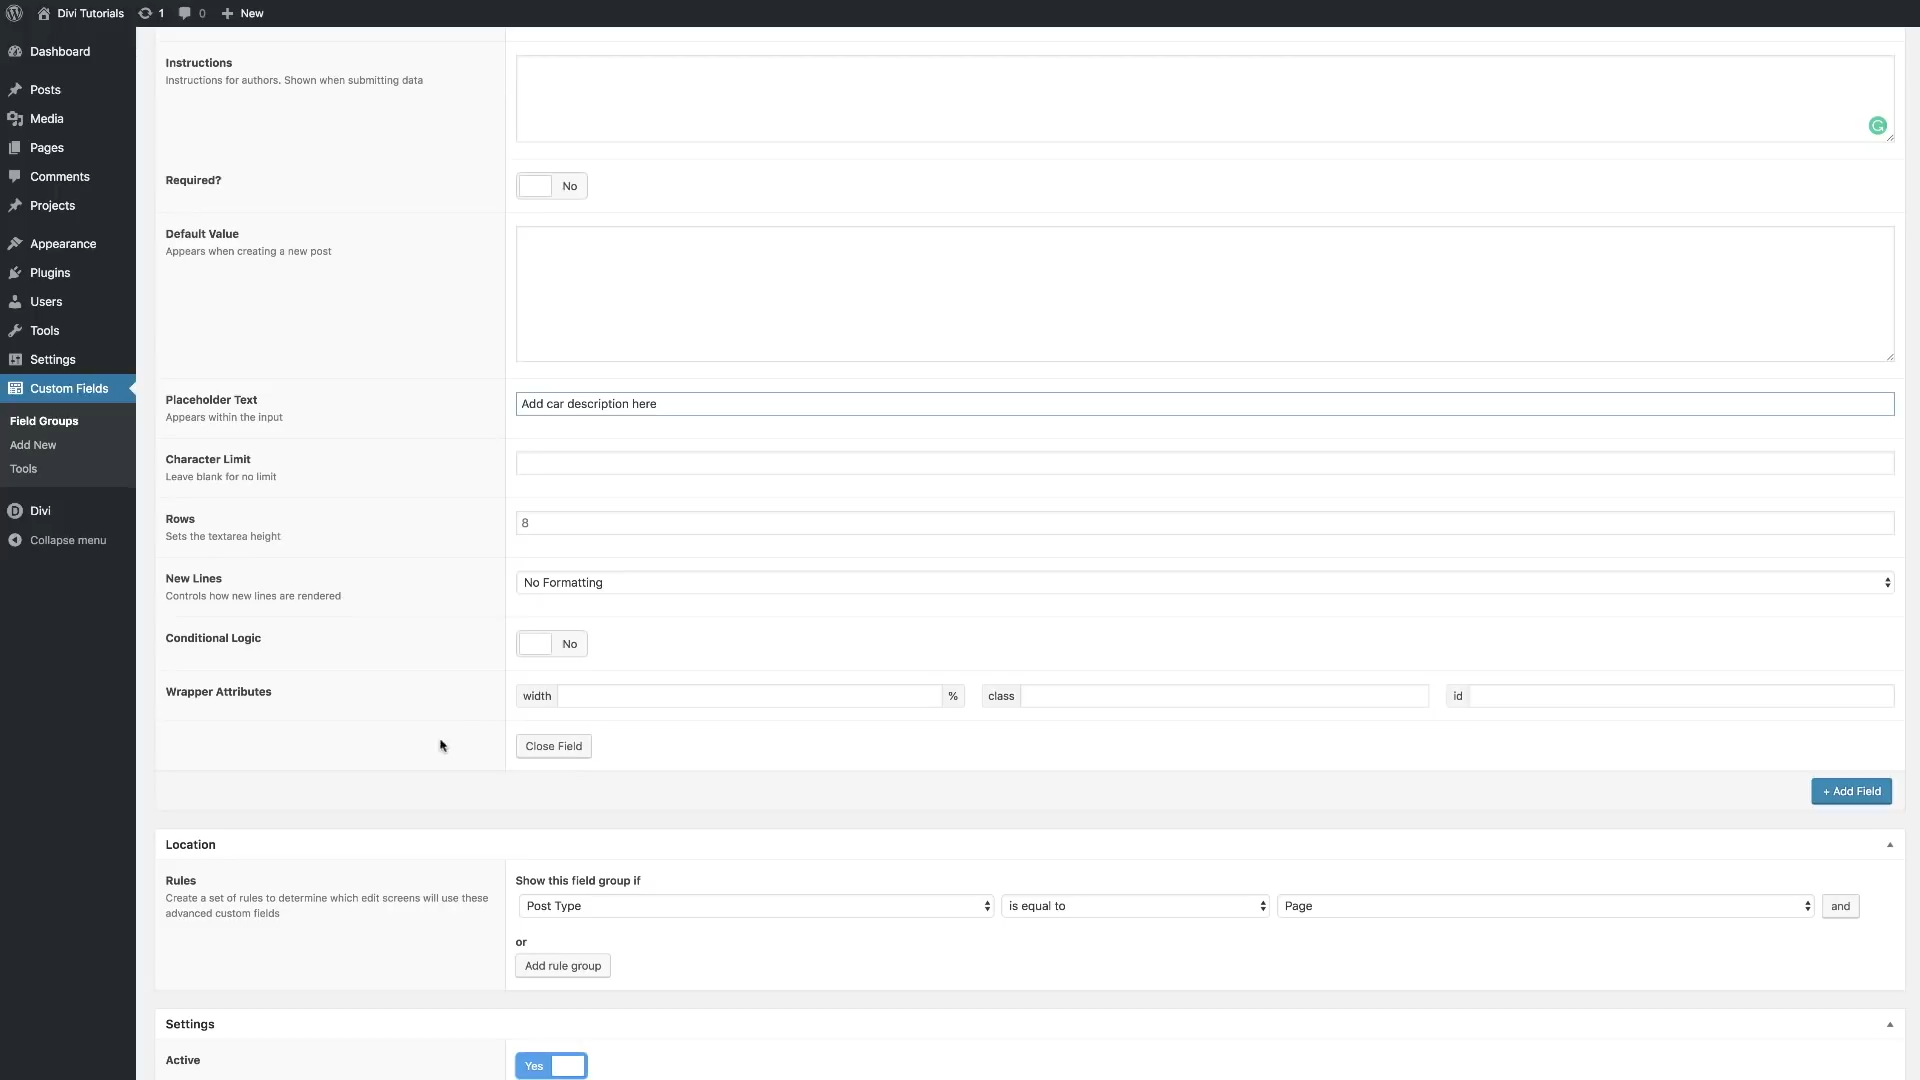 Divi Tutorials 1 0 New
Dashboard
Posts
Media
Pages
Comments
Projects
Appearance
Plugins
Users
Tools
Settings
Custom Fields
Field Groups
Add New
Tools
Divi
Collapse menu
Instructions
Instructions for authors. Shown when submitting data
Required?
No
Default Value
Appears when creating a new post
Placeholder Text
Appears within the input
Add car description here
Character Limit
Leave blank for no limit
Rows
Sets the textarea height
8
New Lines
Controls how new lines are rendered
No Formatting
Conditional Logic
No
Wrapper Attributes
width % class id
Close Field
+ Add Field
Location
Rules
Create a set of rules to determine which edit screens will use these
advanced custom fields
Show this field group if
Post Type is equal to Page and
or
Add rule group
Settings
Active
Yes